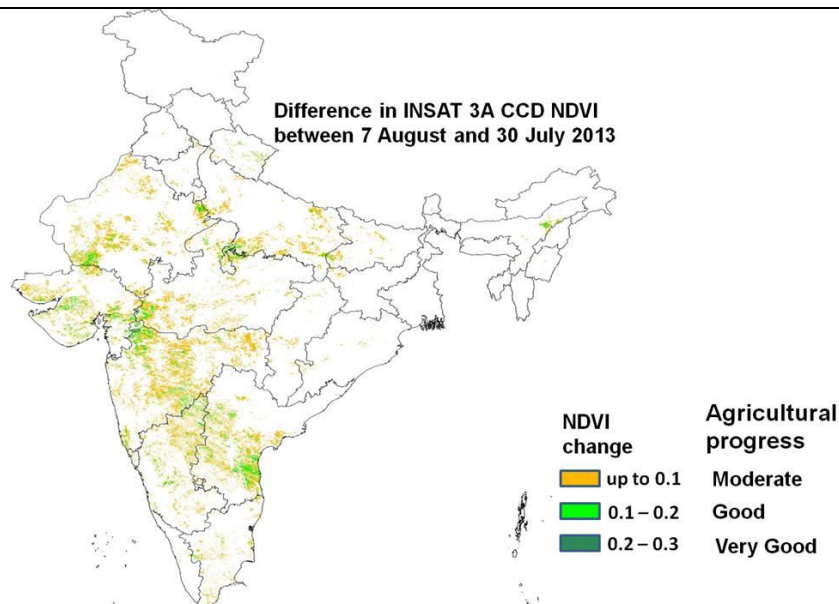 Difference in INSAT 3A CCD NDVI
between 7 August and 30 July 2013
NDVI
change
Agricultural
progress
up to 0.1 Moderate
0.1 – 0.2 Good
0.2 – 0.3 Very Good